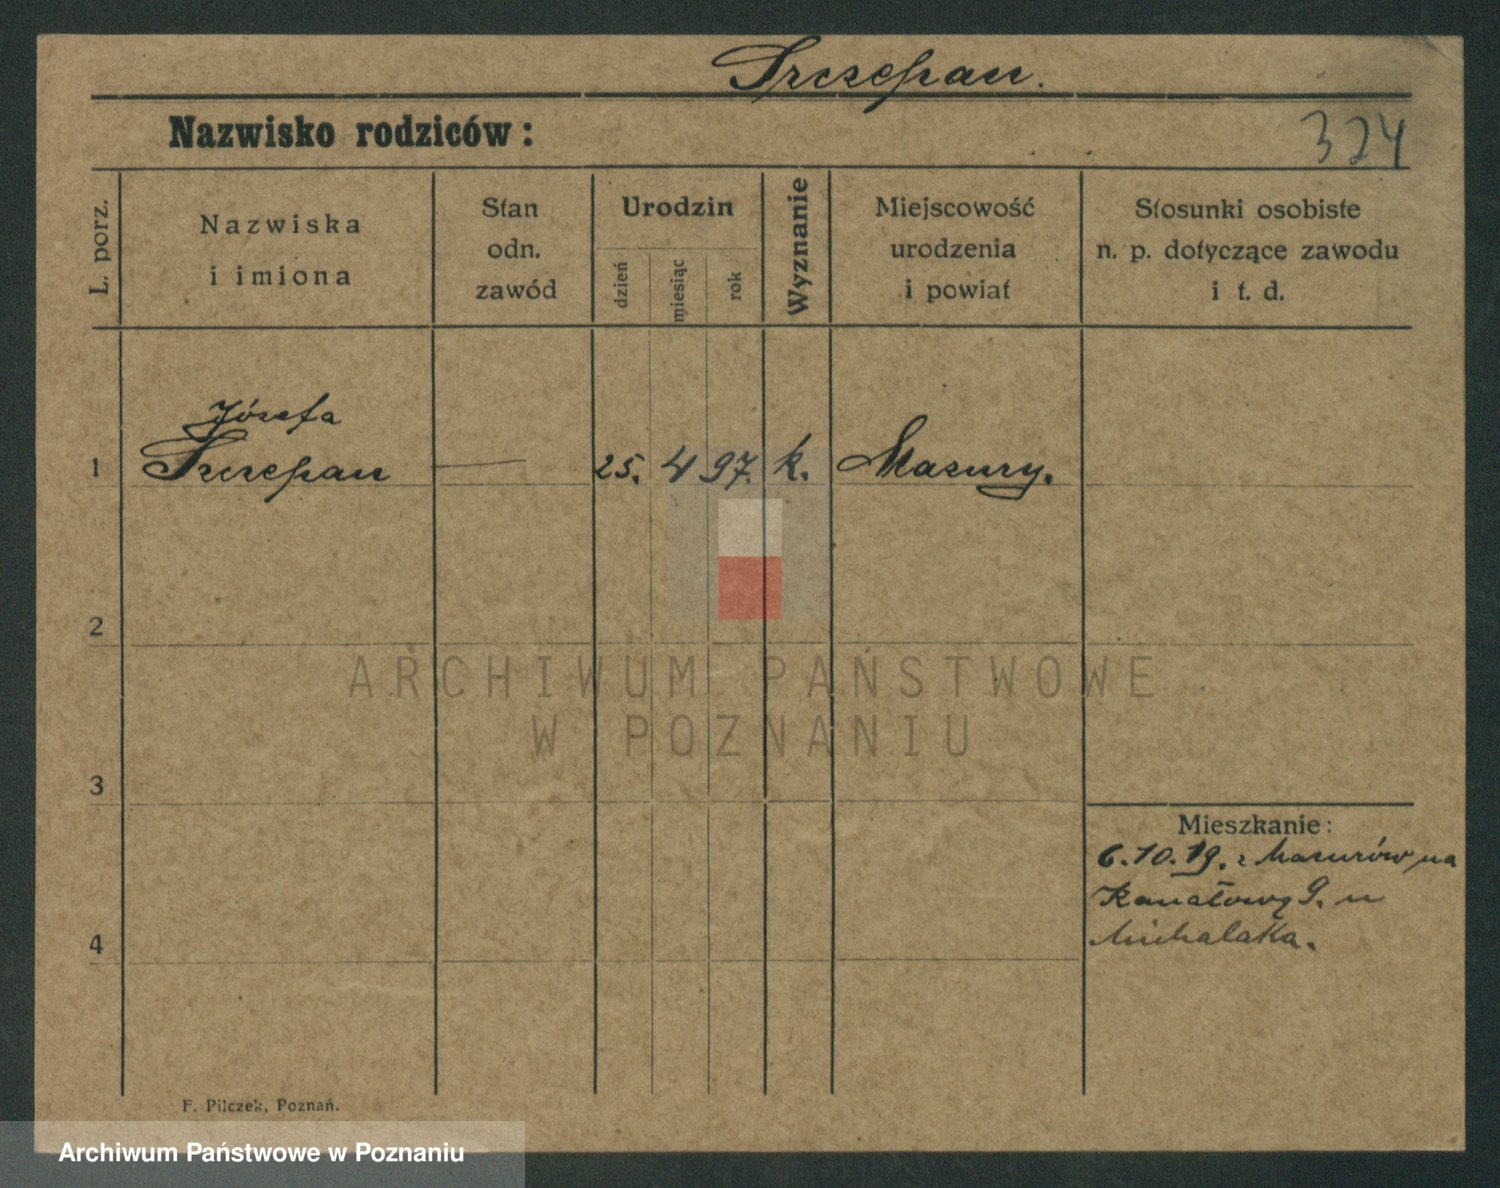 Szczepan.
Nazwisko rodziców:
324
L. porz.
Nazwiska
i imiona
Stan
odn.
zawód
Urodzin
dzień
miesiąc
rok
Wyznanie
Miejscowość
urodzenia
i powiat
Stosunki osobiste
n. p. dotyczące zawodu
i t. d.
Józefa
1 Szczepan — 25. 4 97. k. Mazury.
2
ARCHIWUM PAŃSTWOWE
W POZNANIU
3
Mieszkanie:
6.10.19. z Mazurów na
Kanałową 9. u
Michalaka.
4
F. Pilczek, Poznań.
Archiwum Państwowe w Poznaniu